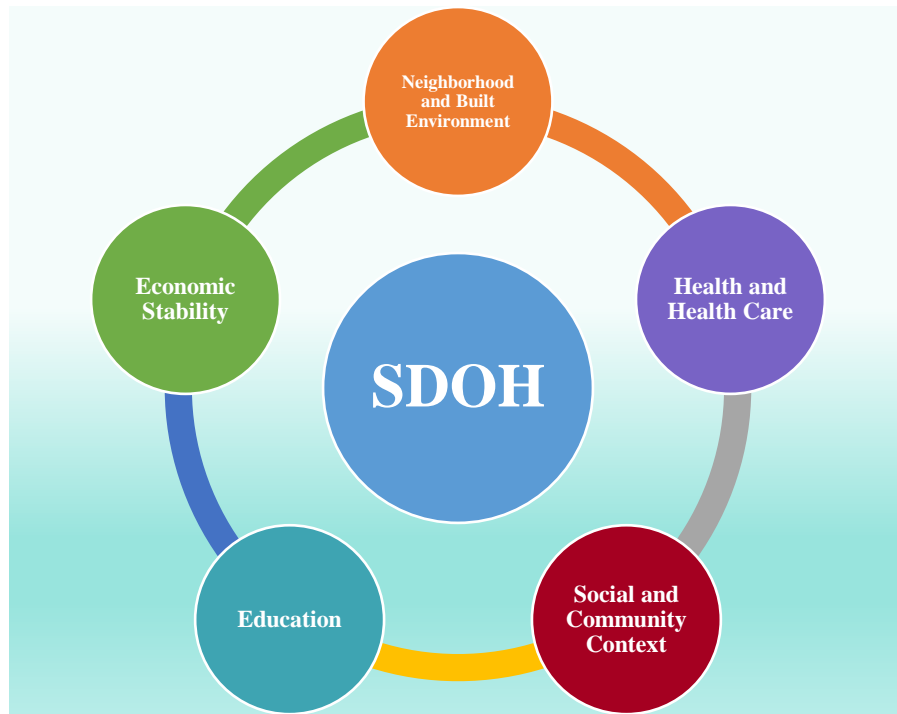 Neighborhood
and Built
Environment
Economic
Stability
Health and
Health Care
SDOH
Education
Social and
Community
Context